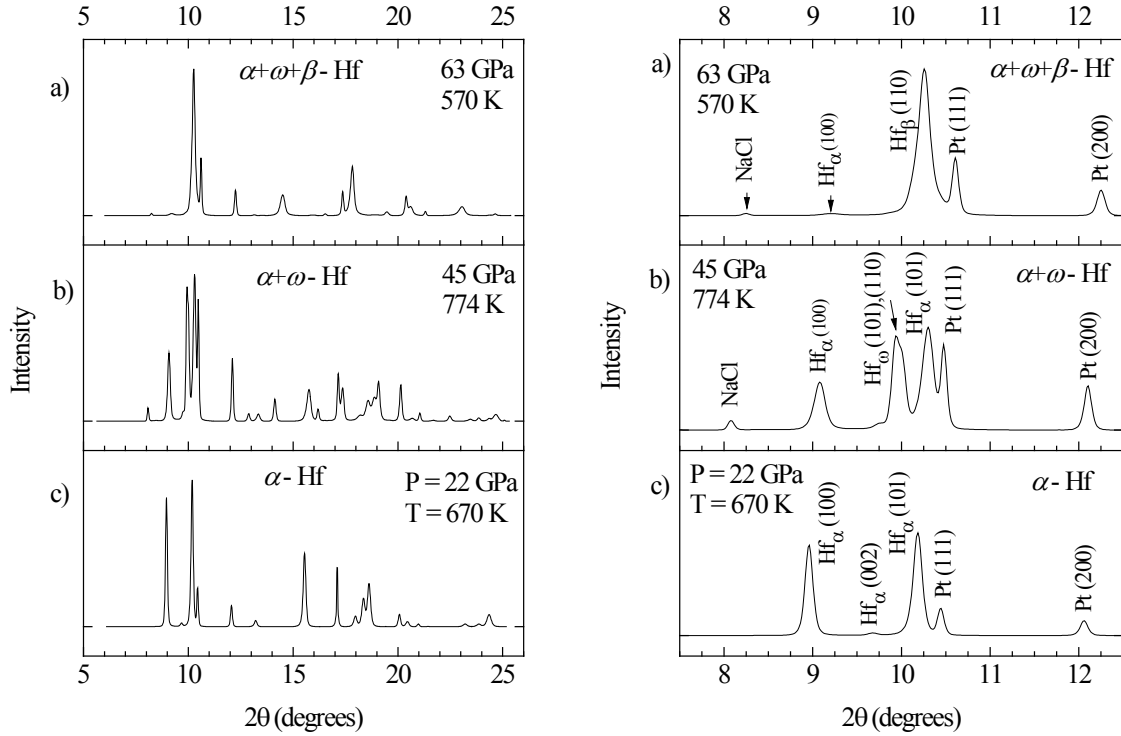 5 10 15 20 25
8 9 10 11 12
a)
α+ω+β- Hf
63 GPa
570 K
b)
α+ω- Hf
45 GPa
774 K
c)
α- Hf
P = 22 GPa
T = 670 K
Intensity
5 10 15 20 25
2θ (degrees)
a)
63 GPa
570 K
α+ω+β- Hf
NaCl
Hfα (100)
Hfβ (110)
Pt (111)
Pt (200)
b)
45 GPa
774 K
α+ω- Hf
NaCl
Hfα (100)
Hfω (101),(110)
Hfα (101)
Pt (111)
Pt (200)
c)
P = 22 GPa
T = 670 K
α- Hf
Hfα (100)
Hfα (002)
Hfα (101)
Pt (111)
Pt (200)
Intensity
8 9 10 11 12
2θ (degrees)